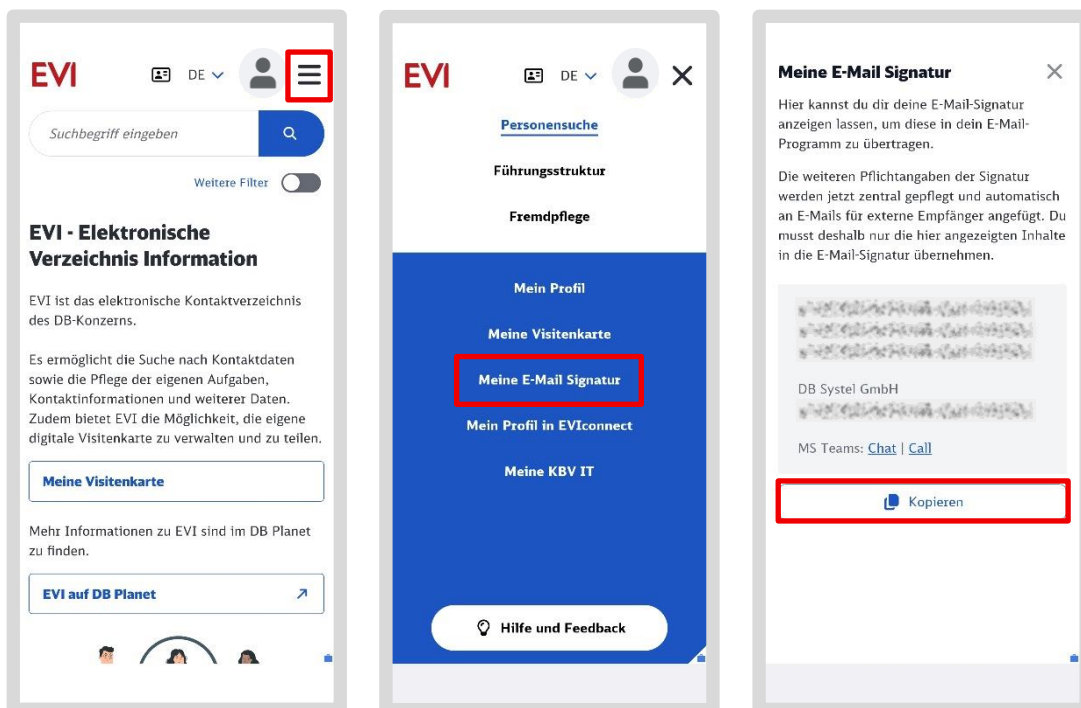 EVI
DE
Suchbegriff eingeben
Weitere Filter
EVI - Elektronische
Verzeichnis Information
EVI ist das elektronische Kontaktverzeichnis
des DB-Konzerns.
Es ermöglicht die Suche nach Kontaktdaten
sowie die Pflege der eigenen Aufgaben,
Kontaktinformationen und weiterer Daten.
Zudem bietet EVI die Möglichkeit, die eigene
digitale Visitenkarte zu verwalten und zu teilen.
Meine Visitenkarte
Mehr Informationen zu EVI sind im DB Planet
zu finden.
EVI auf DB Planet
EVI
DE
Personensuche
Führungsstruktur
Fremdpflege
Mein Profil
Meine Visitenkarte
Meine E-Mail Signatur
Mein Profil in EVIconnect
Meine KBV IT
Hilfe und Feedback
Meine E-Mail Signatur
Hier kannst du dir deine E-Mail-Signatur
anzeigen lassen, um diese in dein E-Mail-
Programm zu übertragen.
Die weiteren Pflichtangaben der Signatur
werden jetzt zentral gepflegt und automatisch
an E-Mails für externe Empfänger angefügt. Du
musst deshalb nur die hier angezeigten Inhalte
in die E-Mail-Signatur übernehmen.
DB Systel GmbH
MS Teams: Chat | Call
Kopieren